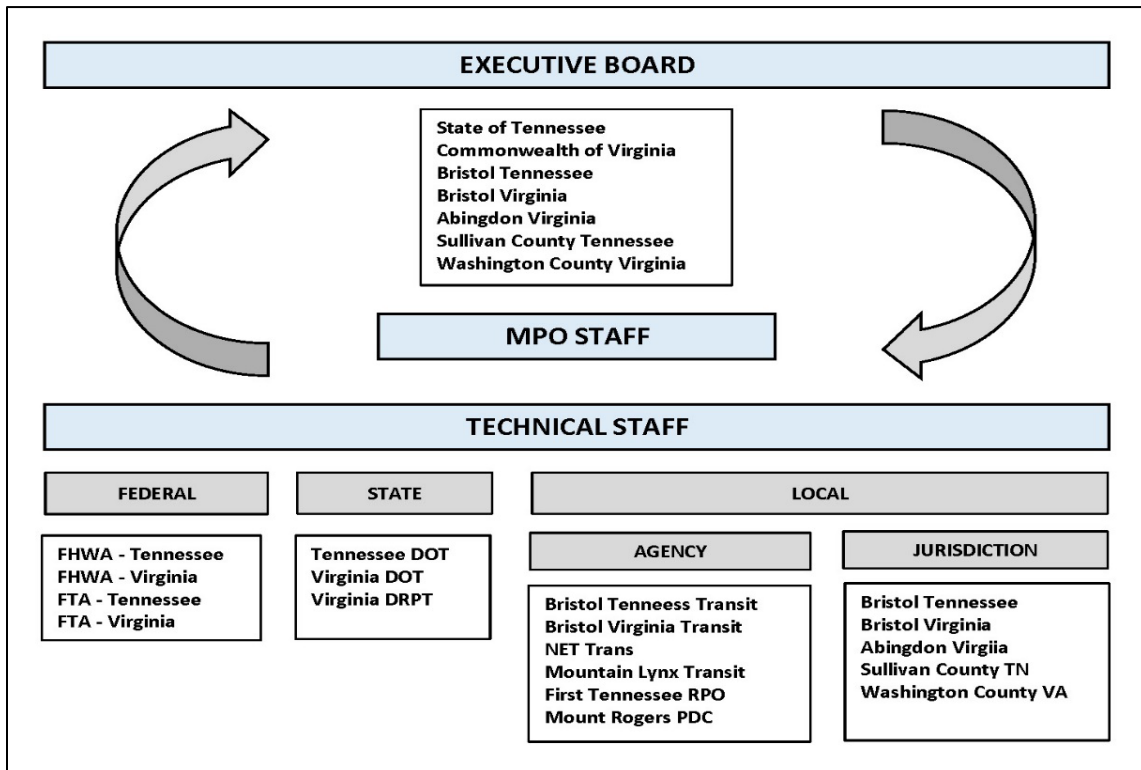 EXECUTIVE BOARD
State of Tennessee
Commonwealth of Virginia
Bristol Tennessee
Bristol Virginia
Abingdon Virginia
Sullivan County Tennessee
Washington County Virginia
MPO STAFF
TECHNICAL STAFF
FEDERAL
FHWA - Tennessee
FHWA - Virginia
FTA - Tennessee
FTA - Virginia
STATE
Tennessee DOT
Virginia DOT
Virginia DRPT
LOCAL
AGENCY
Bristol Tenneess Transit
Bristol Virginia Transit
NET Trans
Mountain Lynx Transit
First Tennessee RPO
Mount Rogers PDC
JURISDICTION
Bristol Tennessee
Bristol Virginia
Abingdon Virgiia
Sullivan County TN
Washington County VA